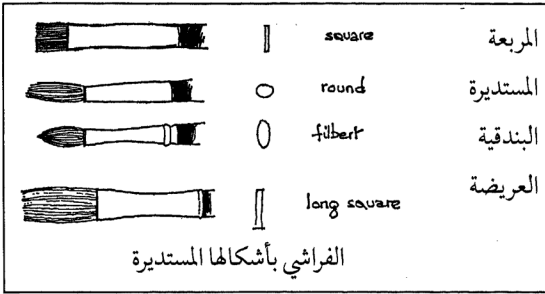 المربعة square
المستديرة round
البندقية filbert
العريضة long square
الفراشي بأشكالها المستديرة